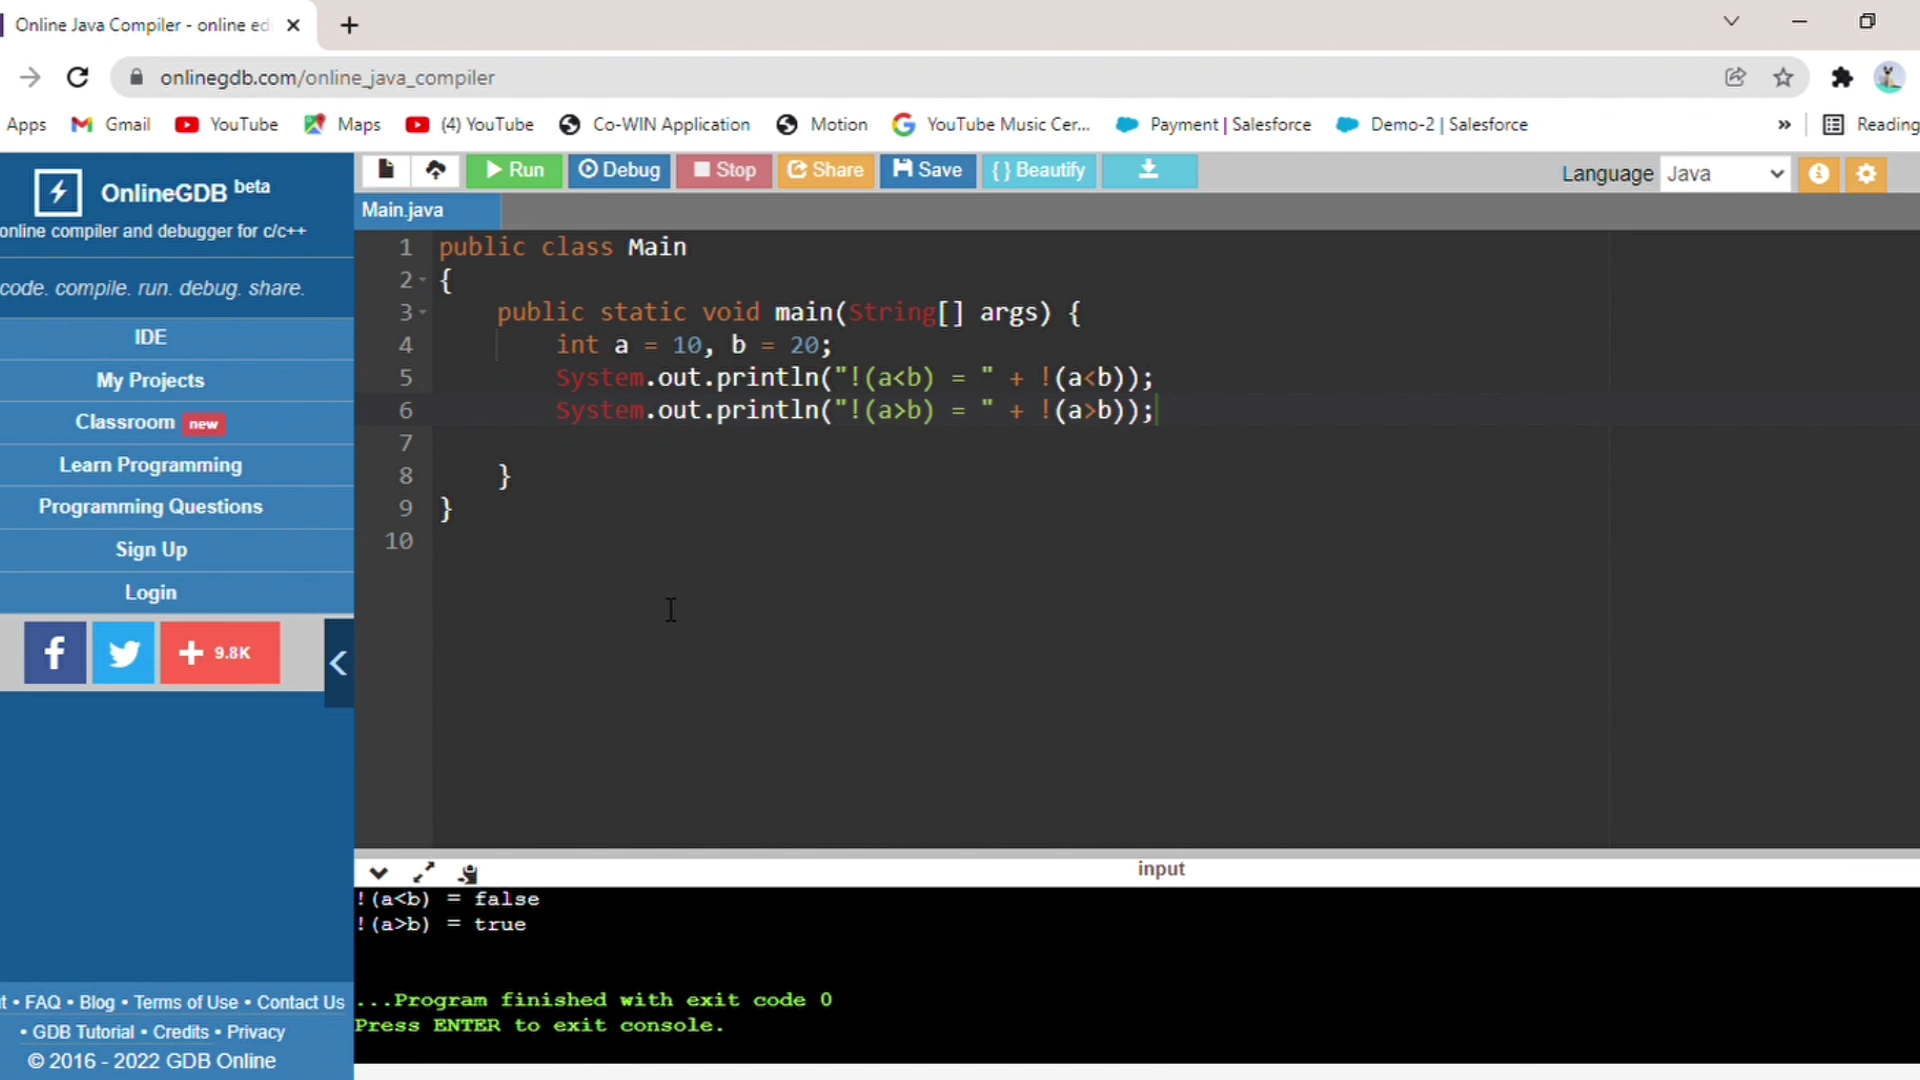 Online Java Compiler - online ed
onlinegdb.com/online_java_compiler
Apps Gmail YouTube Maps (4) YouTube Co-WIN Application Motion YouTube Music Cer... Payment | Salesforce Demo-2 | Salesforce » Reading
OnlineGDB beta
online compiler and debugger for c/c++
code. compile. run. debug. share.
IDE
My Projects
Classroom new
Learn Programming
Programming Questions
Sign Up
Login
f + 9.8K
• FAQ • Blog • Terms of Use • Contact Us
• GDB Tutorial • Credits • Privacy
© 2016 - 2022 GDB Online
Run Debug Stop Share Save {} Beautify Language Java
Main.java
1 public class Main
2 {
3 public static void main(String[] args) {
4 int a = 10, b = 20;
5 System.out.println("!(a<b) = " + !(a<b));
6 System.out.println("!(a>b) = " + !(a>b));
7
8 }
9 }
10
input
!(a<b) = false
!(a>b) = true
...Program finished with exit code 0
Press ENTER to exit console.